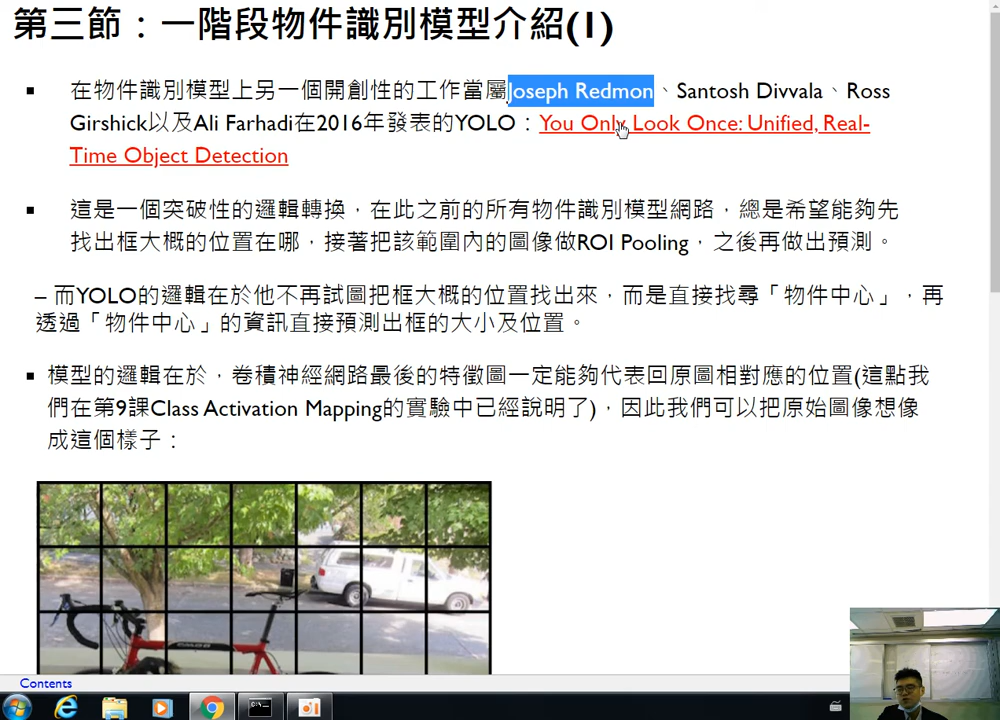 第三節：一階段物件識別模型介紹(1)
▪ 在物件識別模型上另一個開創性的工作當屬Joseph Redmon、Santosh Divvala、Ross
Girshick以及Ali Farhadi在2016年發表的YOLO：You Only Look Once: Unified, Real-
Time Object Detection
▪ 這是一個突破性的邏輯轉換，在此之前的所有物件識別模型網路，總是希望能夠先
找出框大概的位置在哪，接著把該範圍內的圖像做ROI Pooling，之後再做出預測。
– 而YOLO的邏輯在於他不再試圖把框大概的位置找出來，而是直接找尋「物件中心」，再
透過「物件中心」的資訊直接預測出框的大小及位置。
▪ 模型的邏輯在於，卷積神經網路最後的特徵圖一定能夠代表回原圖相對應的位置(這點我
們在第9課Class Activation Mapping的實驗中已經說明了)，因此我們可以把原始圖像想像
成這個樣子：
Contents